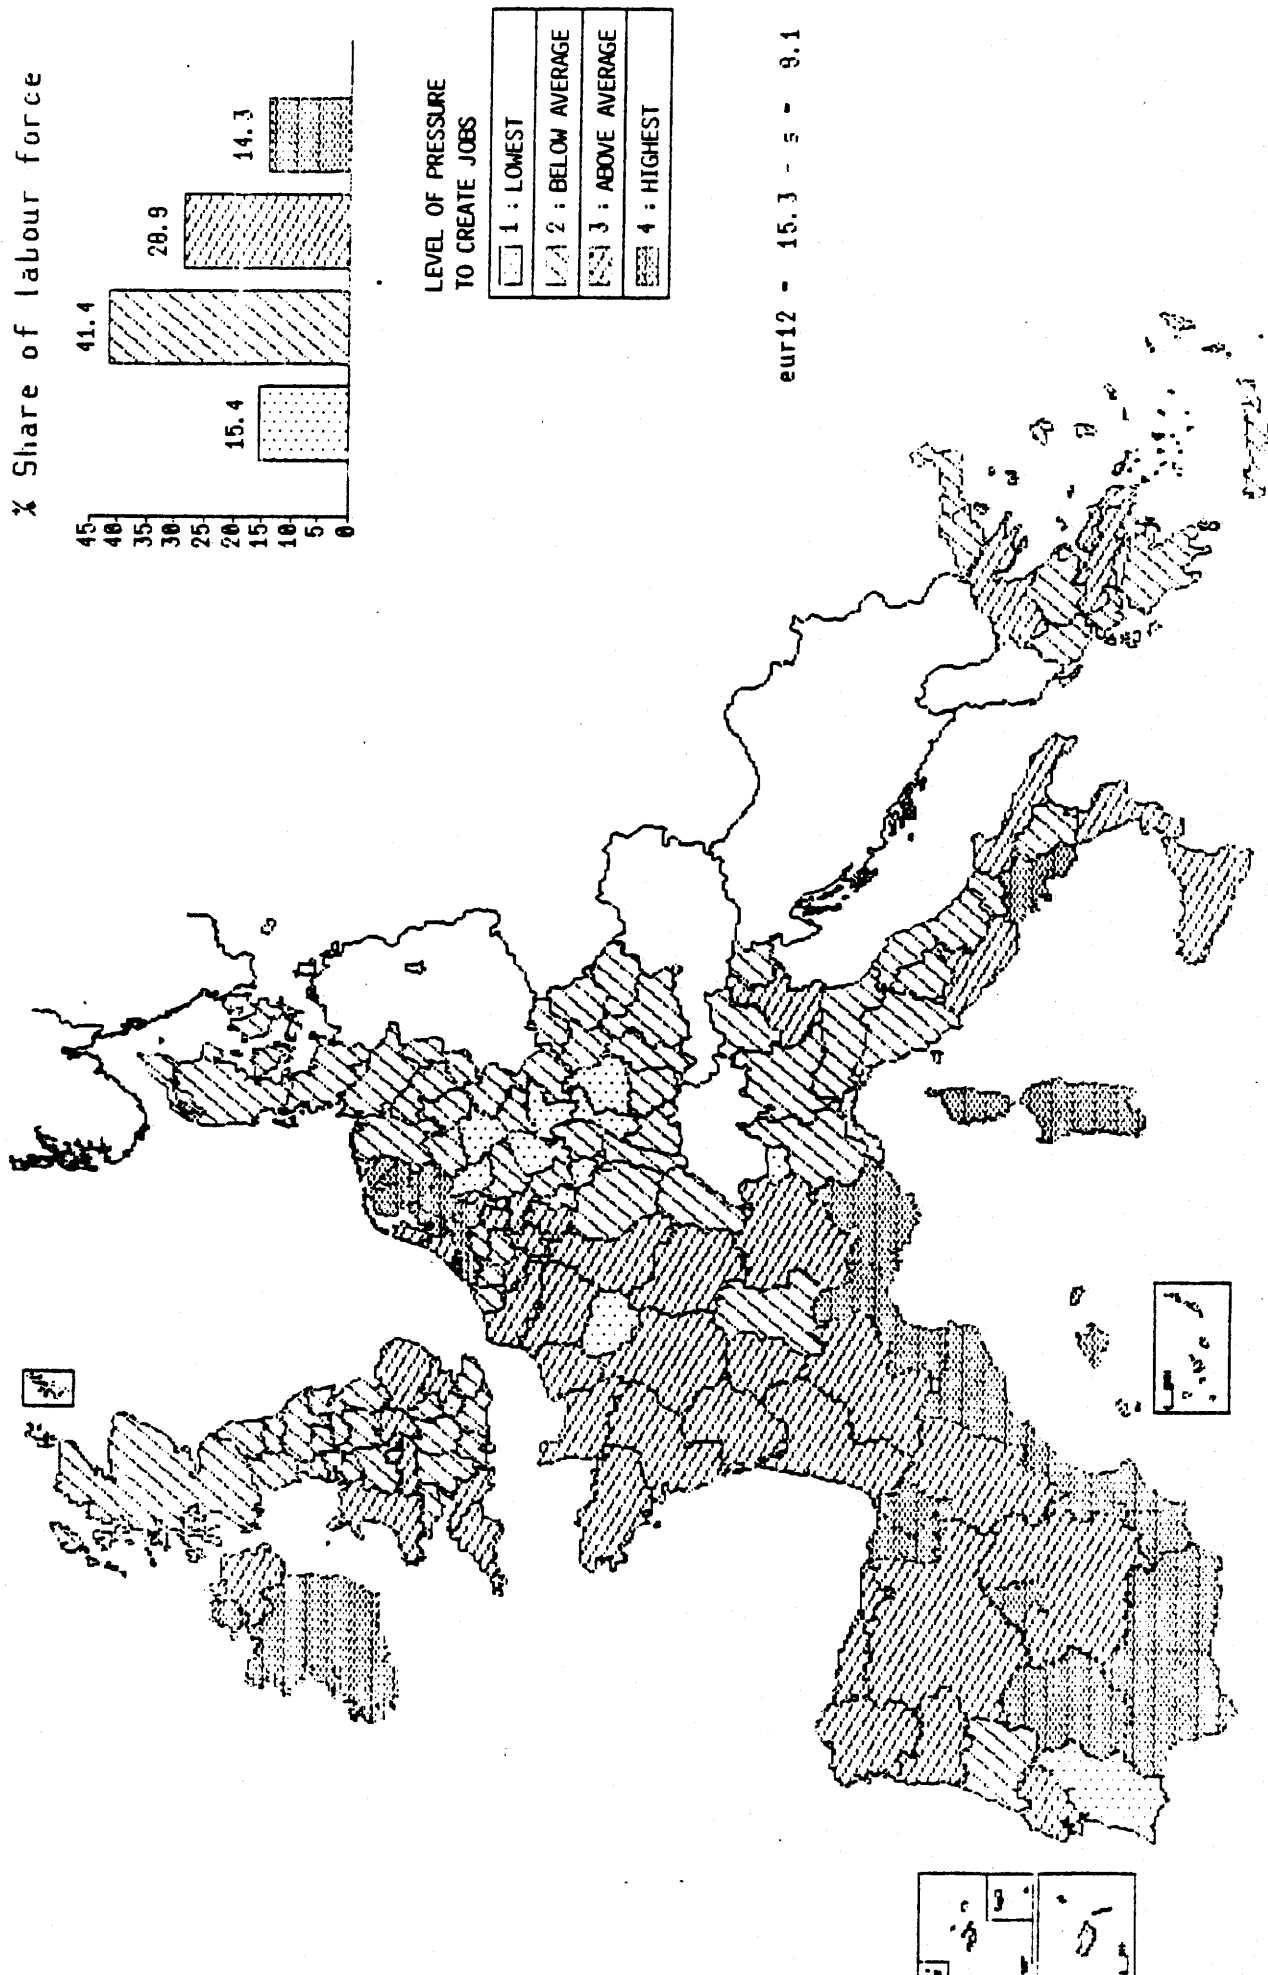 % Share of labour force
45
40
35
30
25
20
15
10
5
0
15.4
41.4
28.9
14.3
LEVEL OF PRESSURE
TO CREATE JOBS
1 : LOWEST
2 : BELOW AVERAGE
3 : ABOVE AVERAGE
4 : HIGHEST
eur12 - 15.3 - s - 9.1